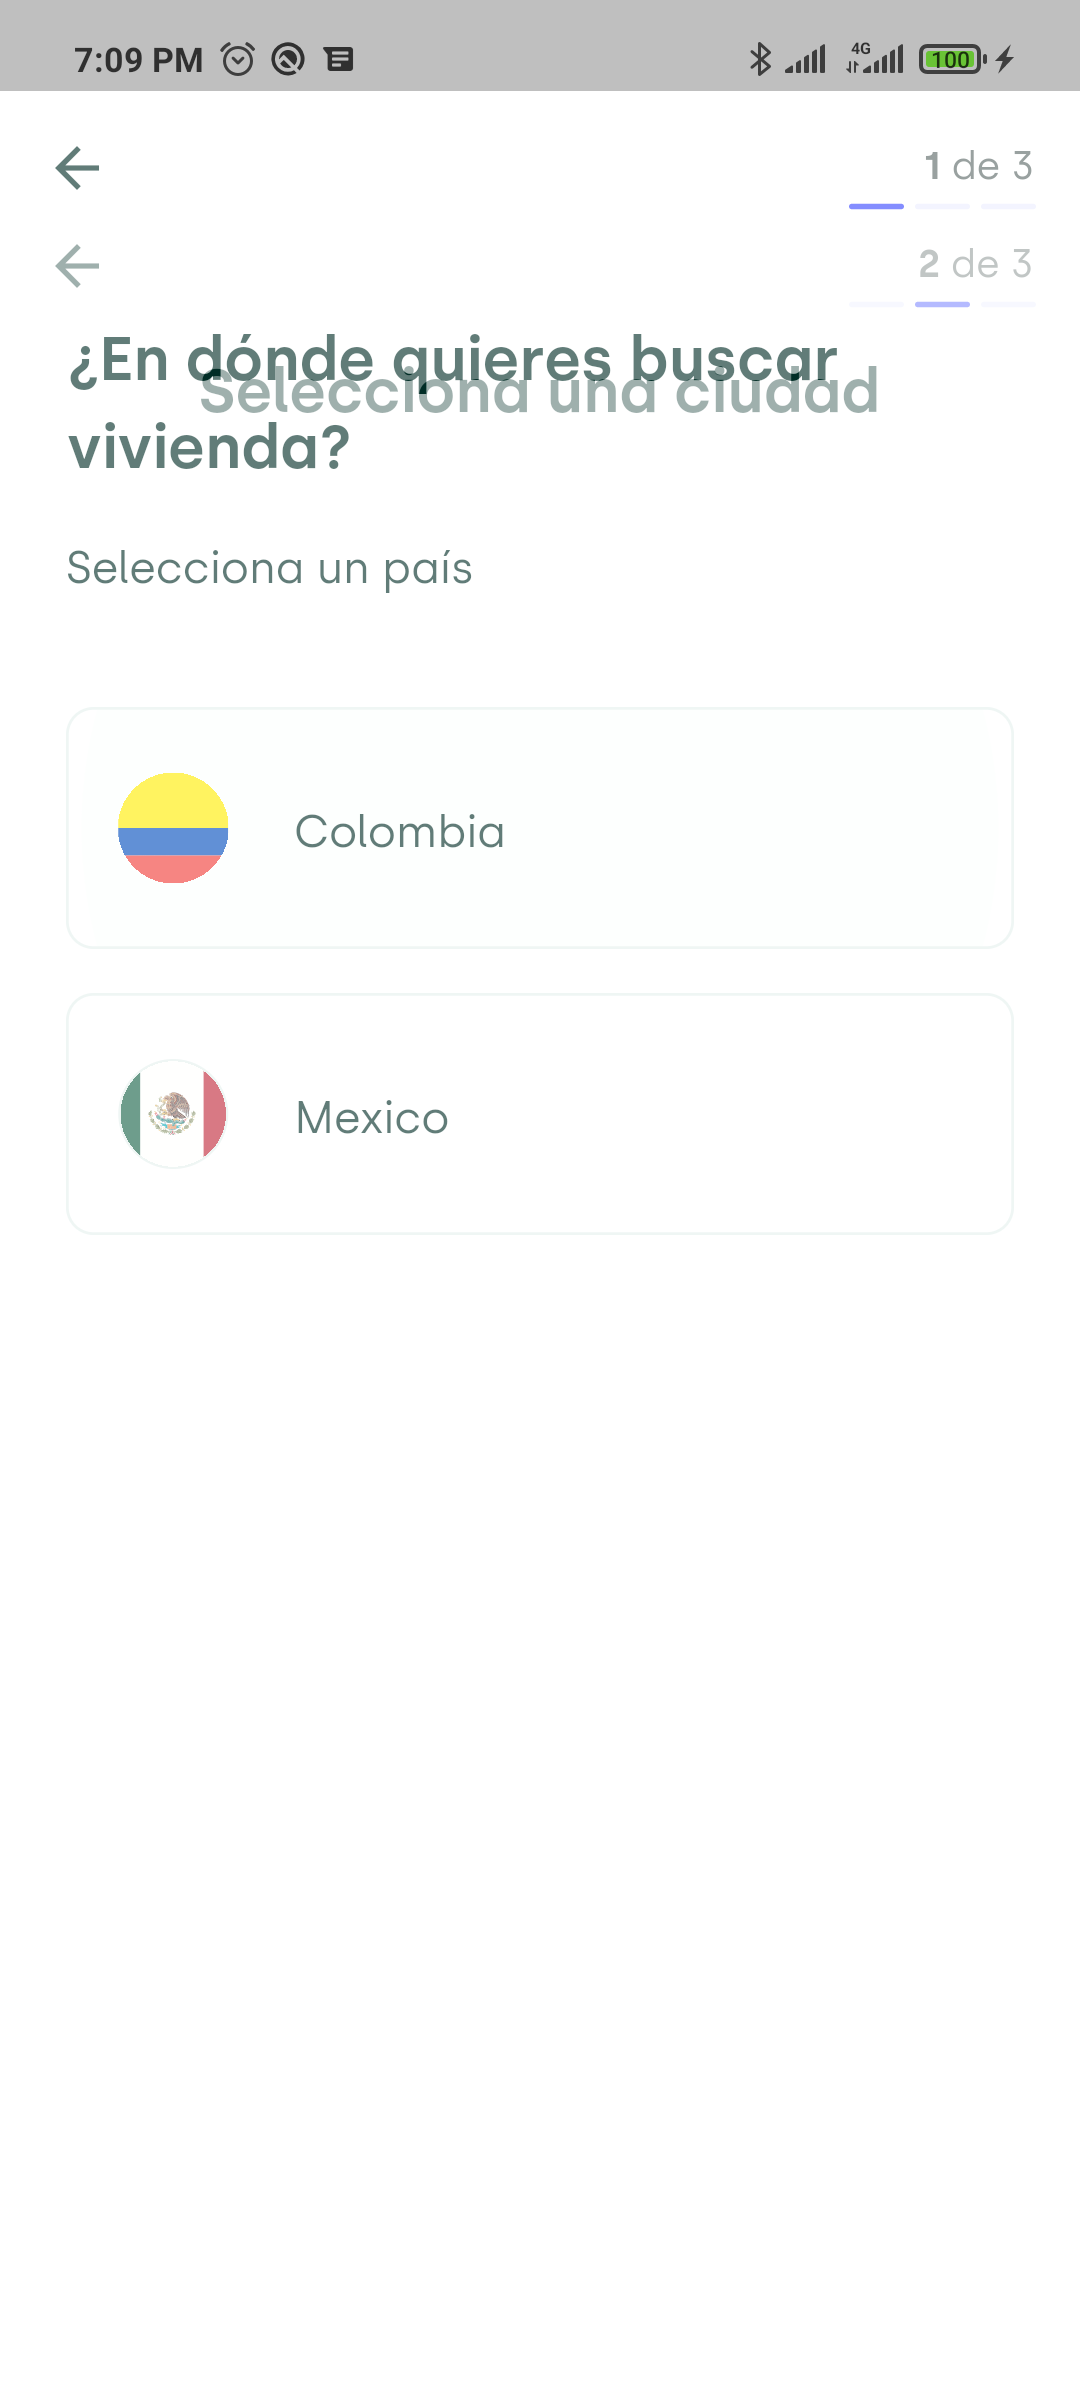 7:09 PM
4G
100
1 de 3
2 de 3
¿En dónde quieres buscar
Selecciona una ciudad
vivienda?
Selecciona un país
Colombia
Mexico